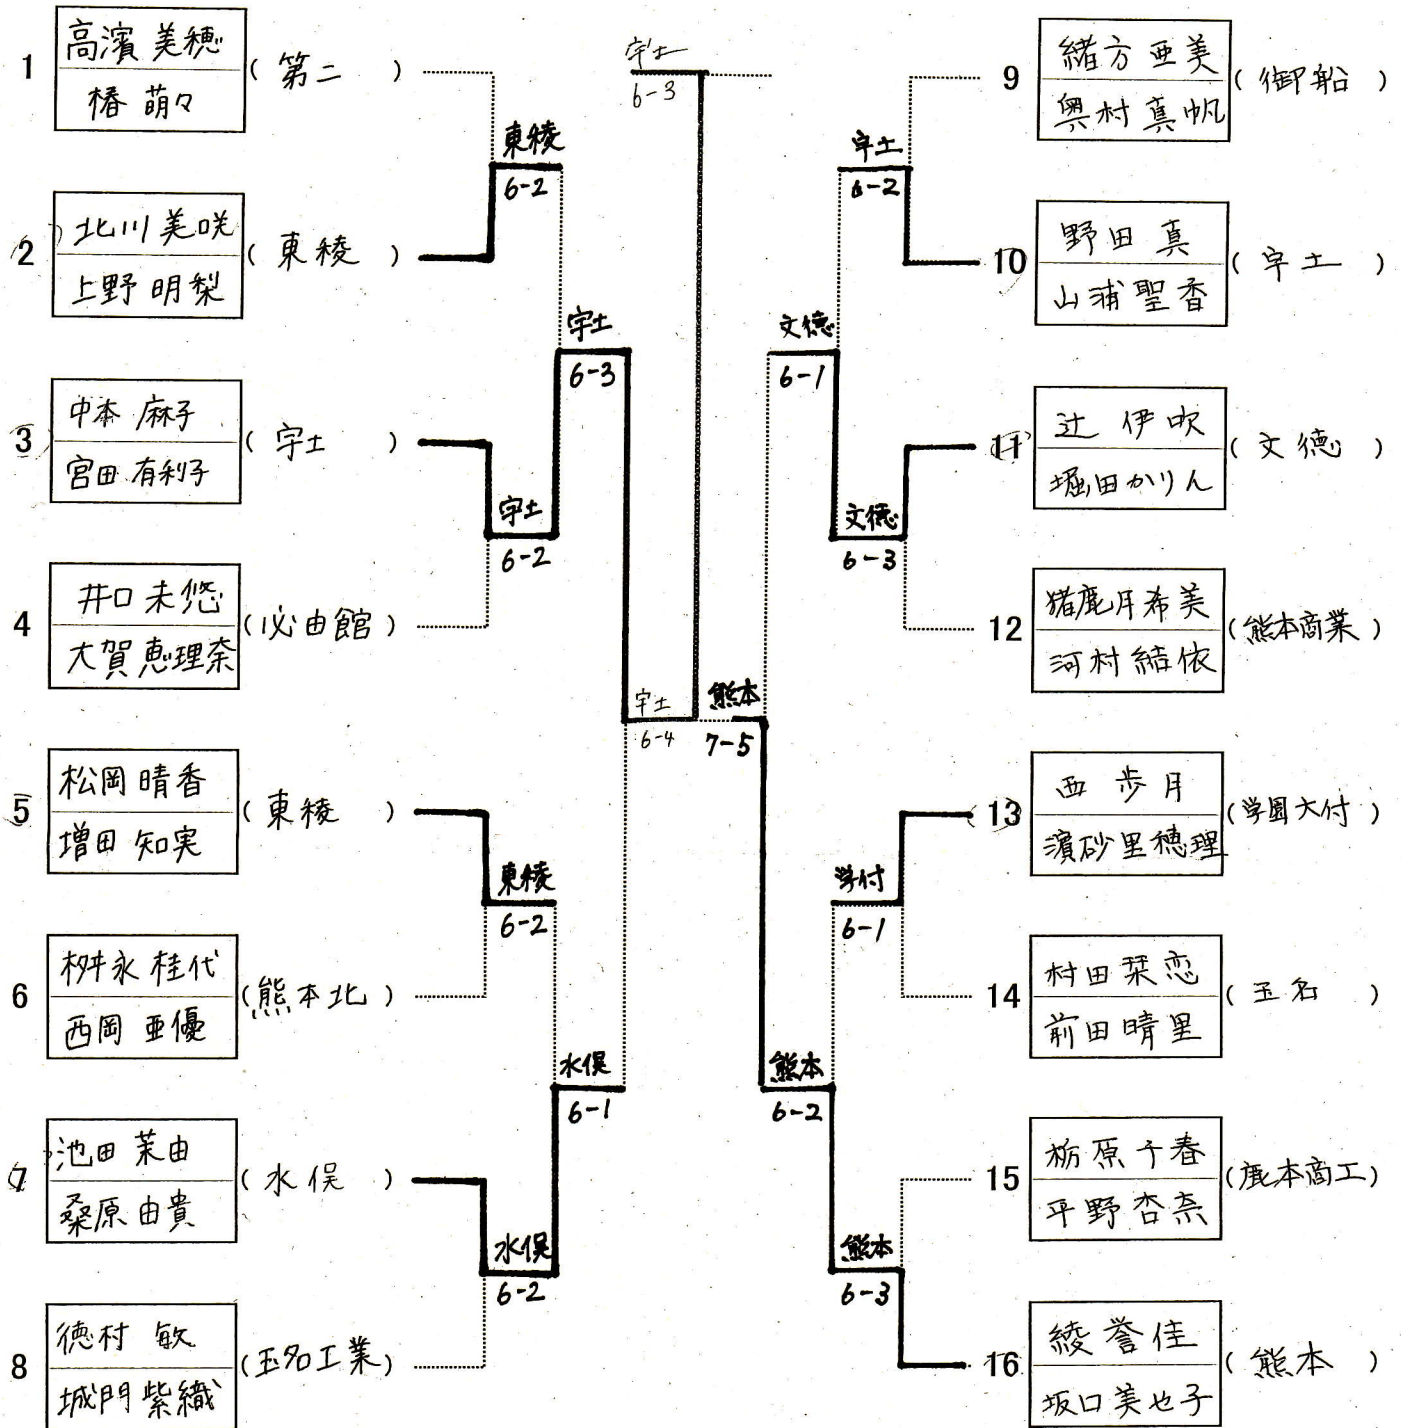 1 高濱 美穂 (第二)
椿 萌々
2 北川 美咲 (東稜)
上野 明梨
3 中本 麻子 (宇土)
宮田 有利子
4 井口 未悠 (必由館)
大賀 恵理奈
5 松岡 晴香 (東稜)
増田 知実
6 桝永 桂代 (熊本北)
西岡 亜優
7 池田 茉由 (水俣)
桑原 由貴
8 徳村 敏 (玉名工業)
城門 紫織
東稜
6-2
宇土
6-2
東稜
6-2
水俣
6-2
宇土
6-3
水俣
6-1
宇土
6-4
宇土
6-3
熊本
7-5
文徳
6-1
熊本
6-2
宇土
6-2
文徳
6-3
学付
6-1
熊本
6-3
9 緒方 亜美 (御船)
奥村 真帆
10 野田 真 (宇土)
山浦 聖香
11 辻 伊吹 (文徳)
堀田 かりん
12 猪鹿月 希美 (熊本商業)
河村 結依
13 西 歩月 (学園大付)
濱砂 里穂理
14 村田 栞恋 (玉名)
前田 晴里
15 栃原 千春 (鹿本商工)
平野 杏奈
16 綾 誉佳 (熊本)
坂口 美也子